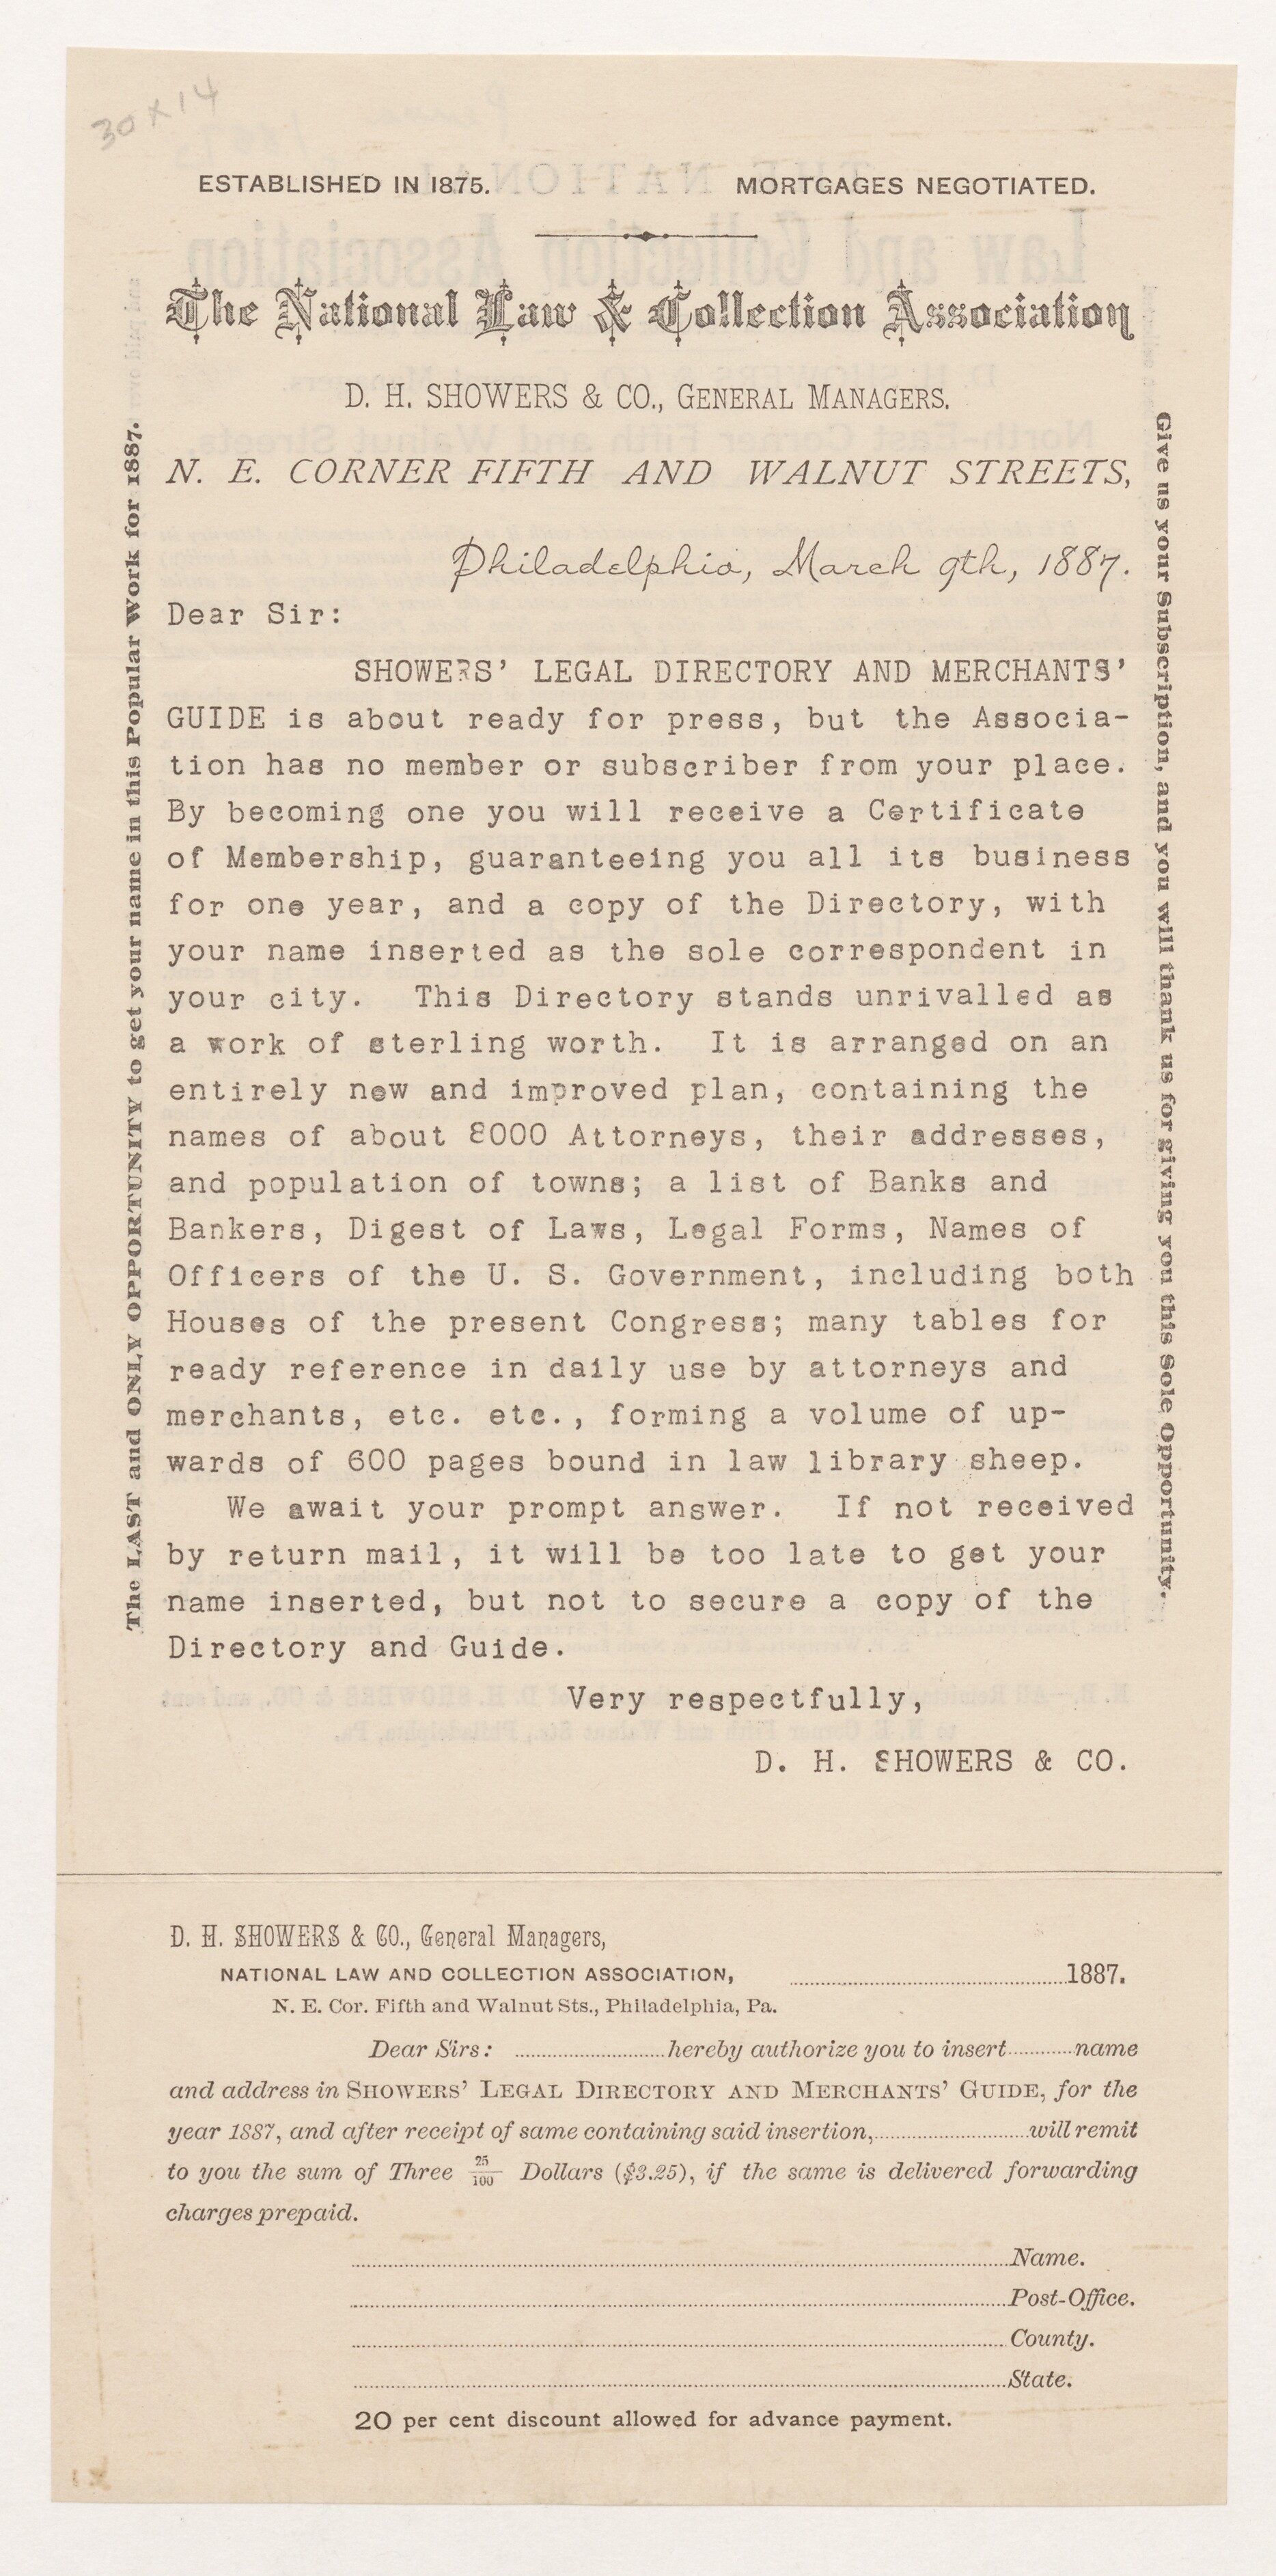 30 x 14
ESTABLISHED IN 1875. MORTGAGES NEGOTIATED.
The National Law & Collection Association
D. H. SHOWERS & CO., GENERAL MANAGERS.
N. E. CORNER FIFTH AND WALNUT STREETS,
Philadelphia, March 9th, 1887.
Dear Sir:
SHOWERS' LEGAL DIRECTORY AND MERCHANTS'
GUIDE is about ready for press, but the Associa-
tion has no member or subscriber from your place.
By becoming one you will receive a Certificate
of Membership, guaranteeing you all its business
for one year, and a copy of the Directory, with
your name inserted as the sole correspondent in
your city. This Directory stands unrivalled as
a work of sterling worth. It is arranged on an
entirely new and improved plan, containing the
names of about 8000 Attorneys, their addresses,
and population of towns; a list of Banks and
Bankers, Digest of Laws, Legal Forms, Names of
Officers of the U. S. Government, including both
Houses of the present Congress; many tables for
ready reference in daily use by attorneys and
merchants, etc. etc., forming a volume of up-
wards of 600 pages bound in law library sheep.
We await your prompt answer. If not received
by return mail, it will be too late to get your
name inserted, but not to secure a copy of the
Directory and Guide.
Very respectfully,
D. H. SHOWERS & CO.
The LAST and ONLY OPPORTUNITY to get your name in this Popular Work for 1887.
Give us your Subscription, and you will thank us for giving you this Sole Opportunity.
D. H. SHOWERS & CO., General Managers,
NATIONAL LAW AND COLLECTION ASSOCIATION, 1887.
N. E. Cor. Fifth and Walnut Sts., Philadelphia, Pa.
Dear Sirs: hereby authorize you to insert name
and address in SHOWERS' LEGAL DIRECTORY AND MERCHANTS' GUIDE, for the
year 1887, and after receipt of same containing said insertion, will remit
to you the sum of Three 25/100 Dollars ($3.25), if the same is delivered forwarding
charges prepaid.
Name.
Post-Office.
County.
State.
20 per cent discount allowed for advance payment.